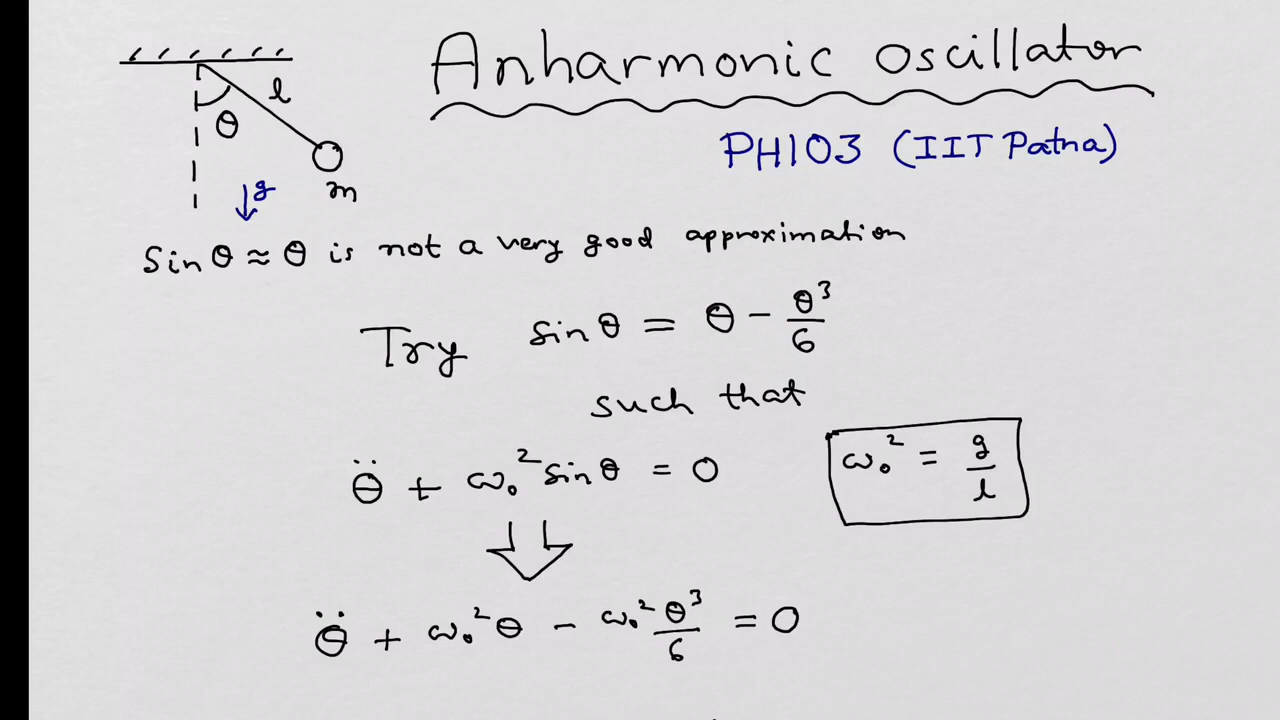 Anharmonic oscillator
PH103 (IIT Patna)
l
θ
g
m
Sin θ ≈ θ is not a very good approximation
Try sin θ = θ - θ³/6
such that
θ̈ + ω₀² sin θ = 0
ω₀² = g/l
θ̈ + ω₀² θ - ω₀² θ³/6 = 0